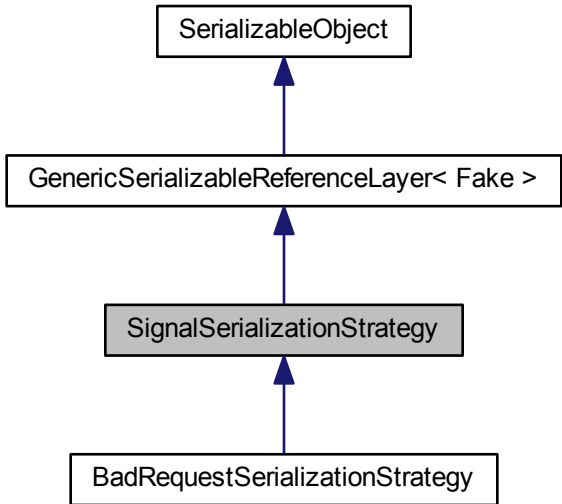 SerializableObject
GenericSerializableReferenceLayer< Fake >
SignalSerializationStrategy
BadRequestSerializationStrategy